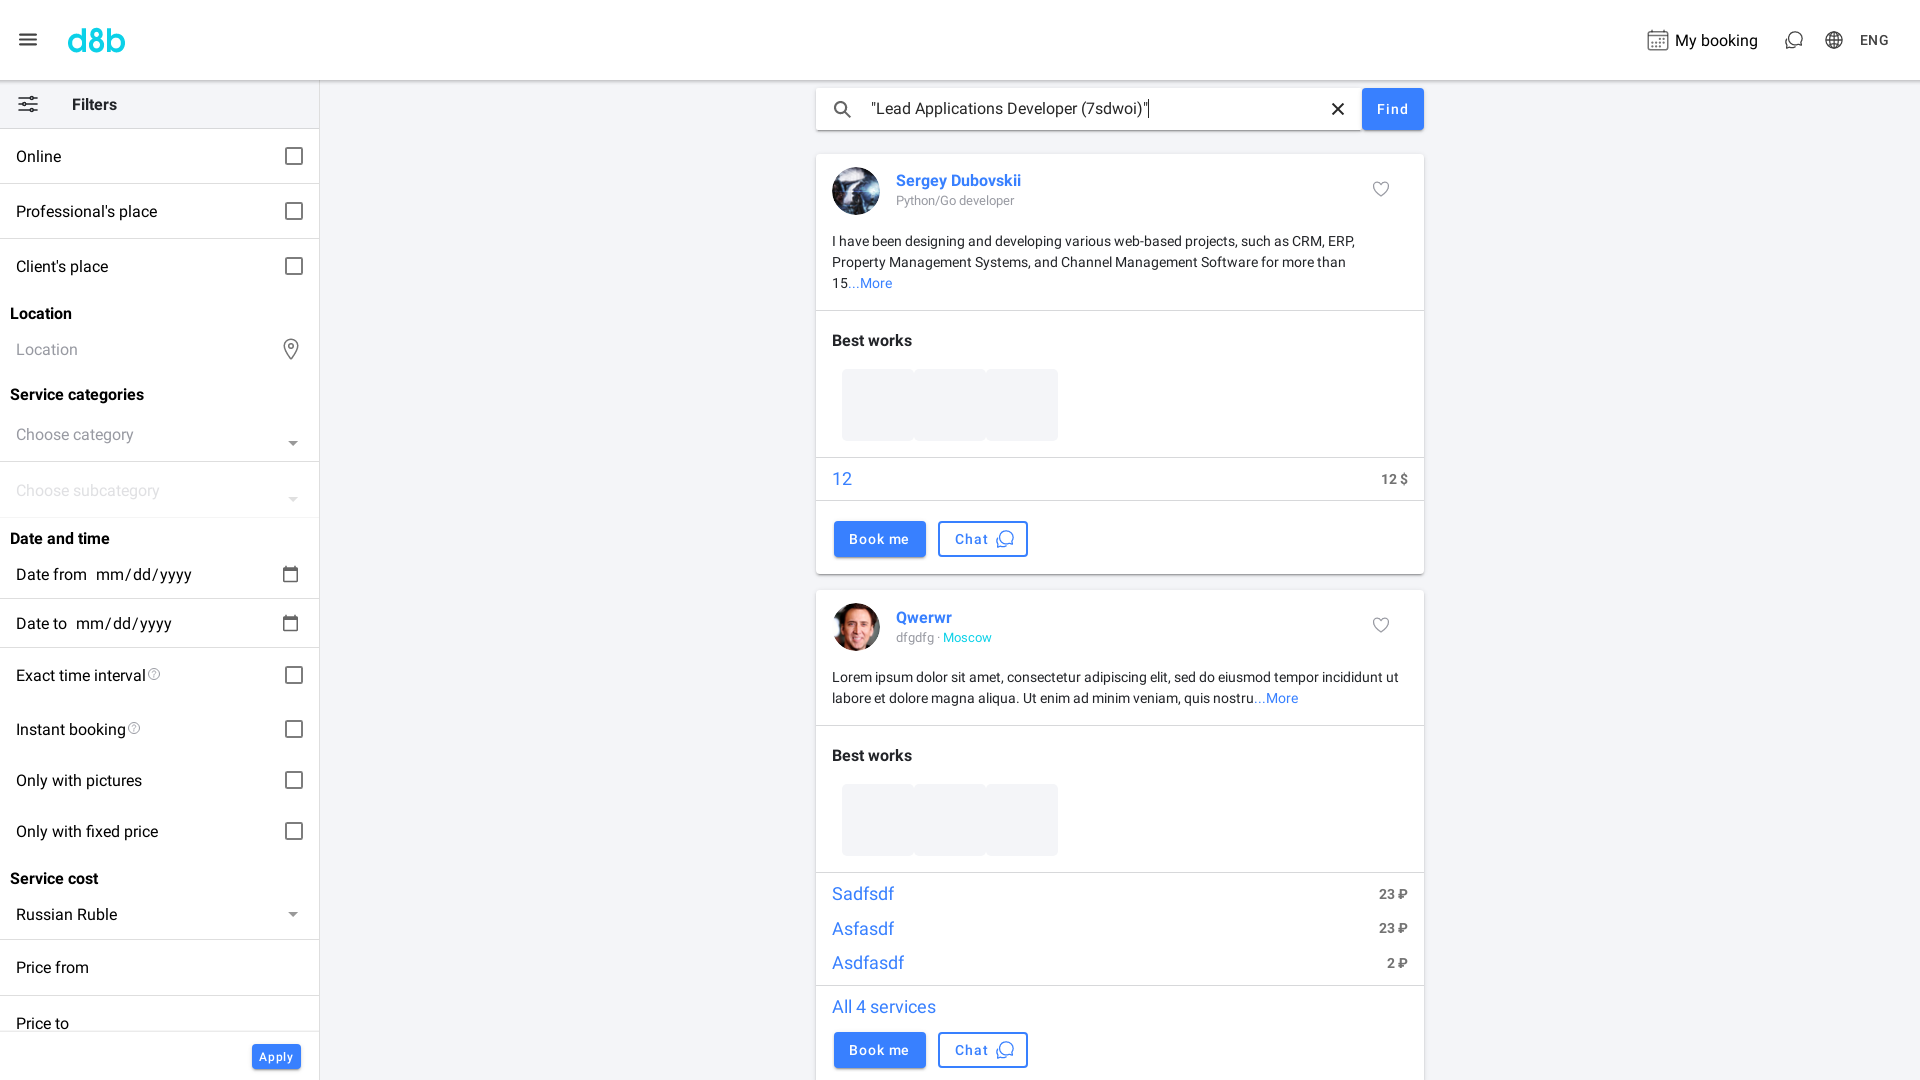 d8b
My booking
ENG
Filters
Online
Professional's place
Client's place
Location
Location
Service categories
Choose category
Choose subcategory
Date and time
Date from mm/dd/yyyy
Date to mm/dd/yyyy
Exact time interval
Instant booking
Only with pictures
Only with fixed price
Service cost
Russian Ruble
Price from
Price to
Apply
"Lead Applications Developer (7sdwoi)"
Find
Sergey Dubovskii
Python/Go developer
I have been designing and developing various web-based projects, such as CRM, ERP,
Property Management Systems, and Channel Management Software for more than
15...More
Best works
12 12 $
Book me Chat
Qwerwr
dfgdfg · Moscow
Lorem ipsum dolor sit amet, consectetur adipiscing elit, sed do eiusmod tempor incididunt ut
labore et dolore magna aliqua. Ut enim ad minim veniam, quis nostru...More
Best works
Sadfsdf 23 ₽
Asfasdf 23 ₽
Asdfasdf 2 ₽
All 4 services
Book me Chat